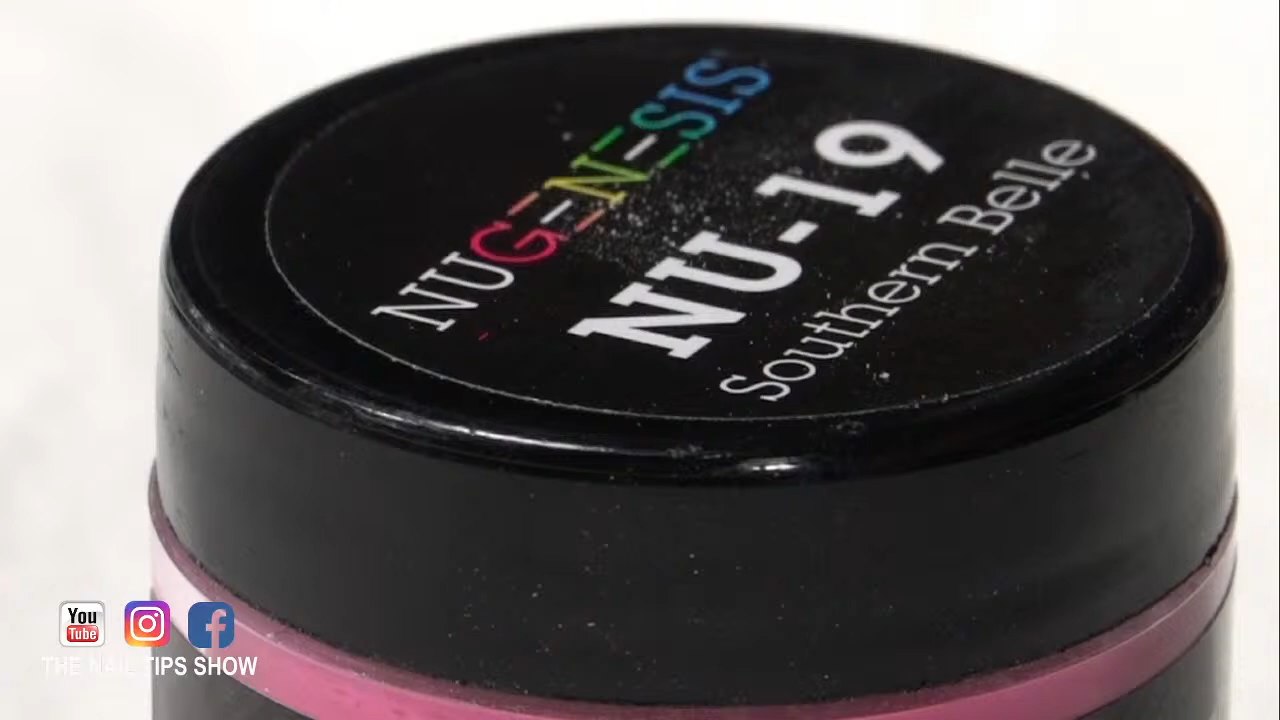 NUGENESIS
NU-19
Southern Belle
You
Tube
THE NAIL TIPS SHOW